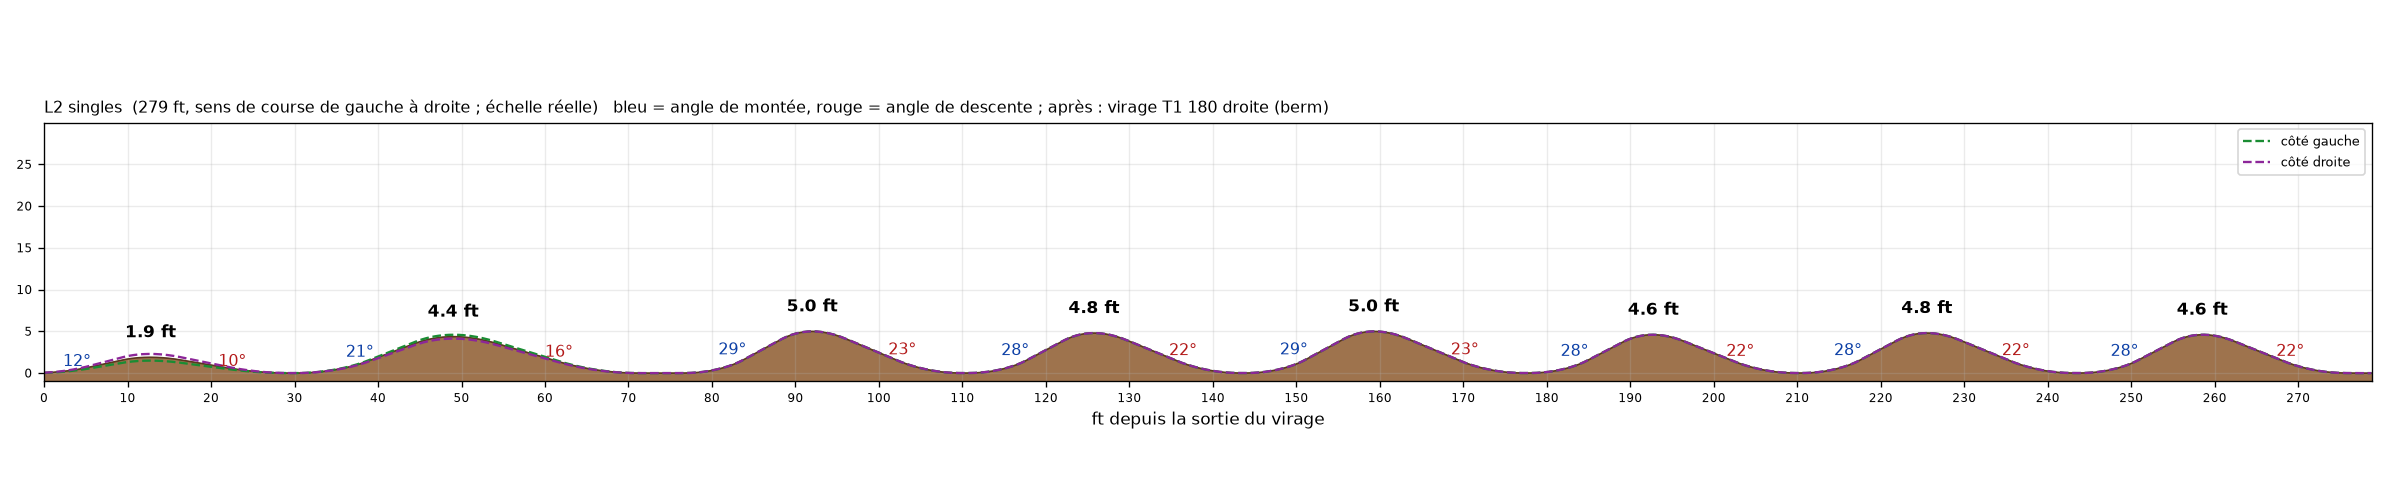 L2 singles  (279 ft, sens de course de gauche à droite ; échelle réelle)   bleu = angle de montée, rouge = angle de descente ; après : virage T1 180 droite (berm)
côté gauche
côté droite
25
20
15
10
5
0
1.9 ft
4.4 ft
5.0 ft
4.8 ft
5.0 ft
4.6 ft
4.8 ft
4.6 ft
12° 10° 21° 16° 29° 23° 28° 22° 29° 23° 28° 22° 28° 22° 28° 22°
0 10 20 30 40 50 60 70 80 90 100 110 120 130 140 150 160 170 180 190 200 210 220 230 240 250 260 270
ft depuis la sortie du virage